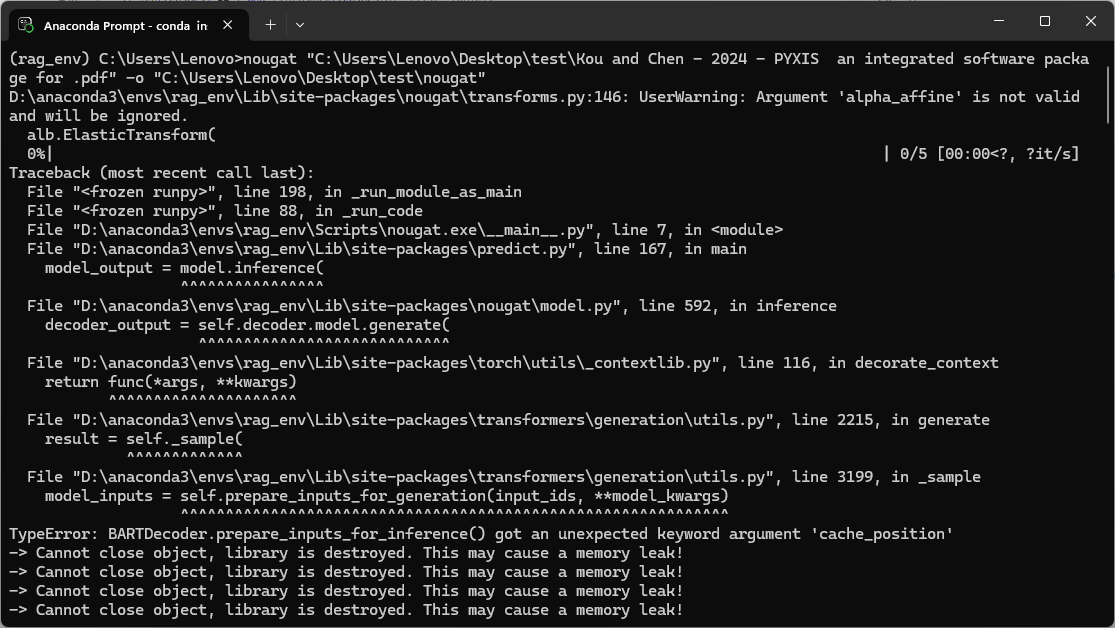 Anaconda Prompt - conda  in
(rag_env) C:\Users\Lenovo>nougat "C:\Users\Lenovo\Desktop\test\Kou and Chen - 2024 - PYXIS  an integrated software packa
ge for .pdf" -o "C:\Users\Lenovo\Desktop\test\nougat"
D:\anaconda3\envs\rag_env\Lib\site-packages\nougat\transforms.py:146: UserWarning: Argument 'alpha_affine' is not valid
and will be ignored.
  alb.ElasticTransform(
  0%|                                                                                            | 0/5 [00:00<?, ?it/s]
Traceback (most recent call last):
  File "<frozen runpy>", line 198, in _run_module_as_main
  File "<frozen runpy>", line 88, in _run_code
  File "D:\anaconda3\envs\rag_env\Scripts\nougat.exe\__main__.py", line 7, in <module>
  File "D:\anaconda3\envs\rag_env\Lib\site-packages\predict.py", line 167, in main
    model_output = model.inference(
                   ^^^^^^^^^^^^^^^^
  File "D:\anaconda3\envs\rag_env\Lib\site-packages\nougat\model.py", line 592, in inference
    decoder_output = self.decoder.model.generate(
                     ^^^^^^^^^^^^^^^^^^^^^^^^^^^^
  File "D:\anaconda3\envs\rag_env\Lib\site-packages\torch\utils\_contextlib.py", line 116, in decorate_context
    return func(*args, **kwargs)
           ^^^^^^^^^^^^^^^^^^^^^
  File "D:\anaconda3\envs\rag_env\Lib\site-packages\transformers\generation\utils.py", line 2215, in generate
    result = self._sample(
             ^^^^^^^^^^^^^
  File "D:\anaconda3\envs\rag_env\Lib\site-packages\transformers\generation\utils.py", line 3199, in _sample
    model_inputs = self.prepare_inputs_for_generation(input_ids, **model_kwargs)
                   ^^^^^^^^^^^^^^^^^^^^^^^^^^^^^^^^^^^^^^^^^^^^^^^^^^^^^^^^^^^^^
TypeError: BARTDecoder.prepare_inputs_for_inference() got an unexpected keyword argument 'cache_position'
-> Cannot close object, library is destroyed. This may cause a memory leak!
-> Cannot close object, library is destroyed. This may cause a memory leak!
-> Cannot close object, library is destroyed. This may cause a memory leak!
-> Cannot close object, library is destroyed. This may cause a memory leak!